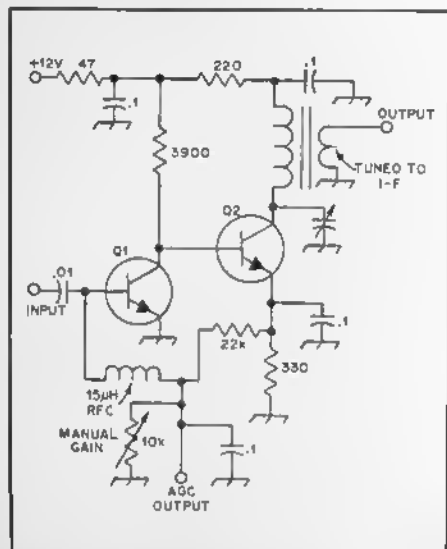 +12V
47
220
.1
.1
3900
OUTPUT
TUNED TO
I-F
Q2
Q1
.01
INPUT
.1
22k
330
15µH
RFC
MANUAL
GAIN
10k
.1
AGC
OUTPUT